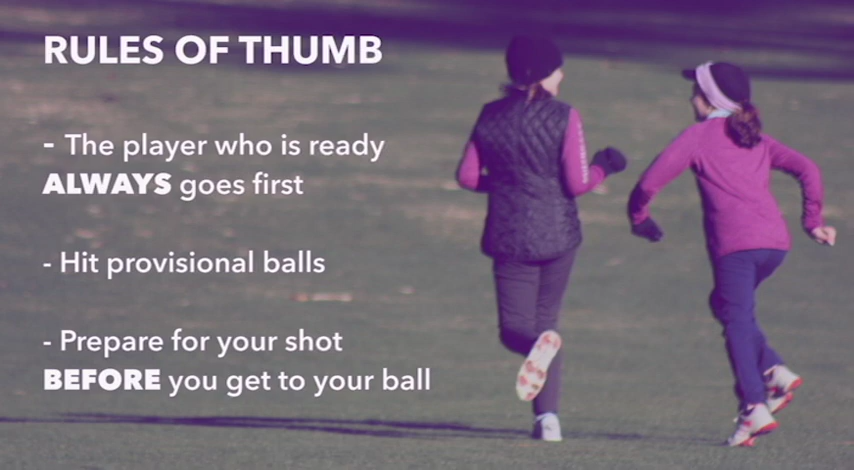 RULES OF THUMB
- The player who is ready
ALWAYS goes first
- Hit provisional balls
- Prepare for your shot
BEFORE you get to your ball